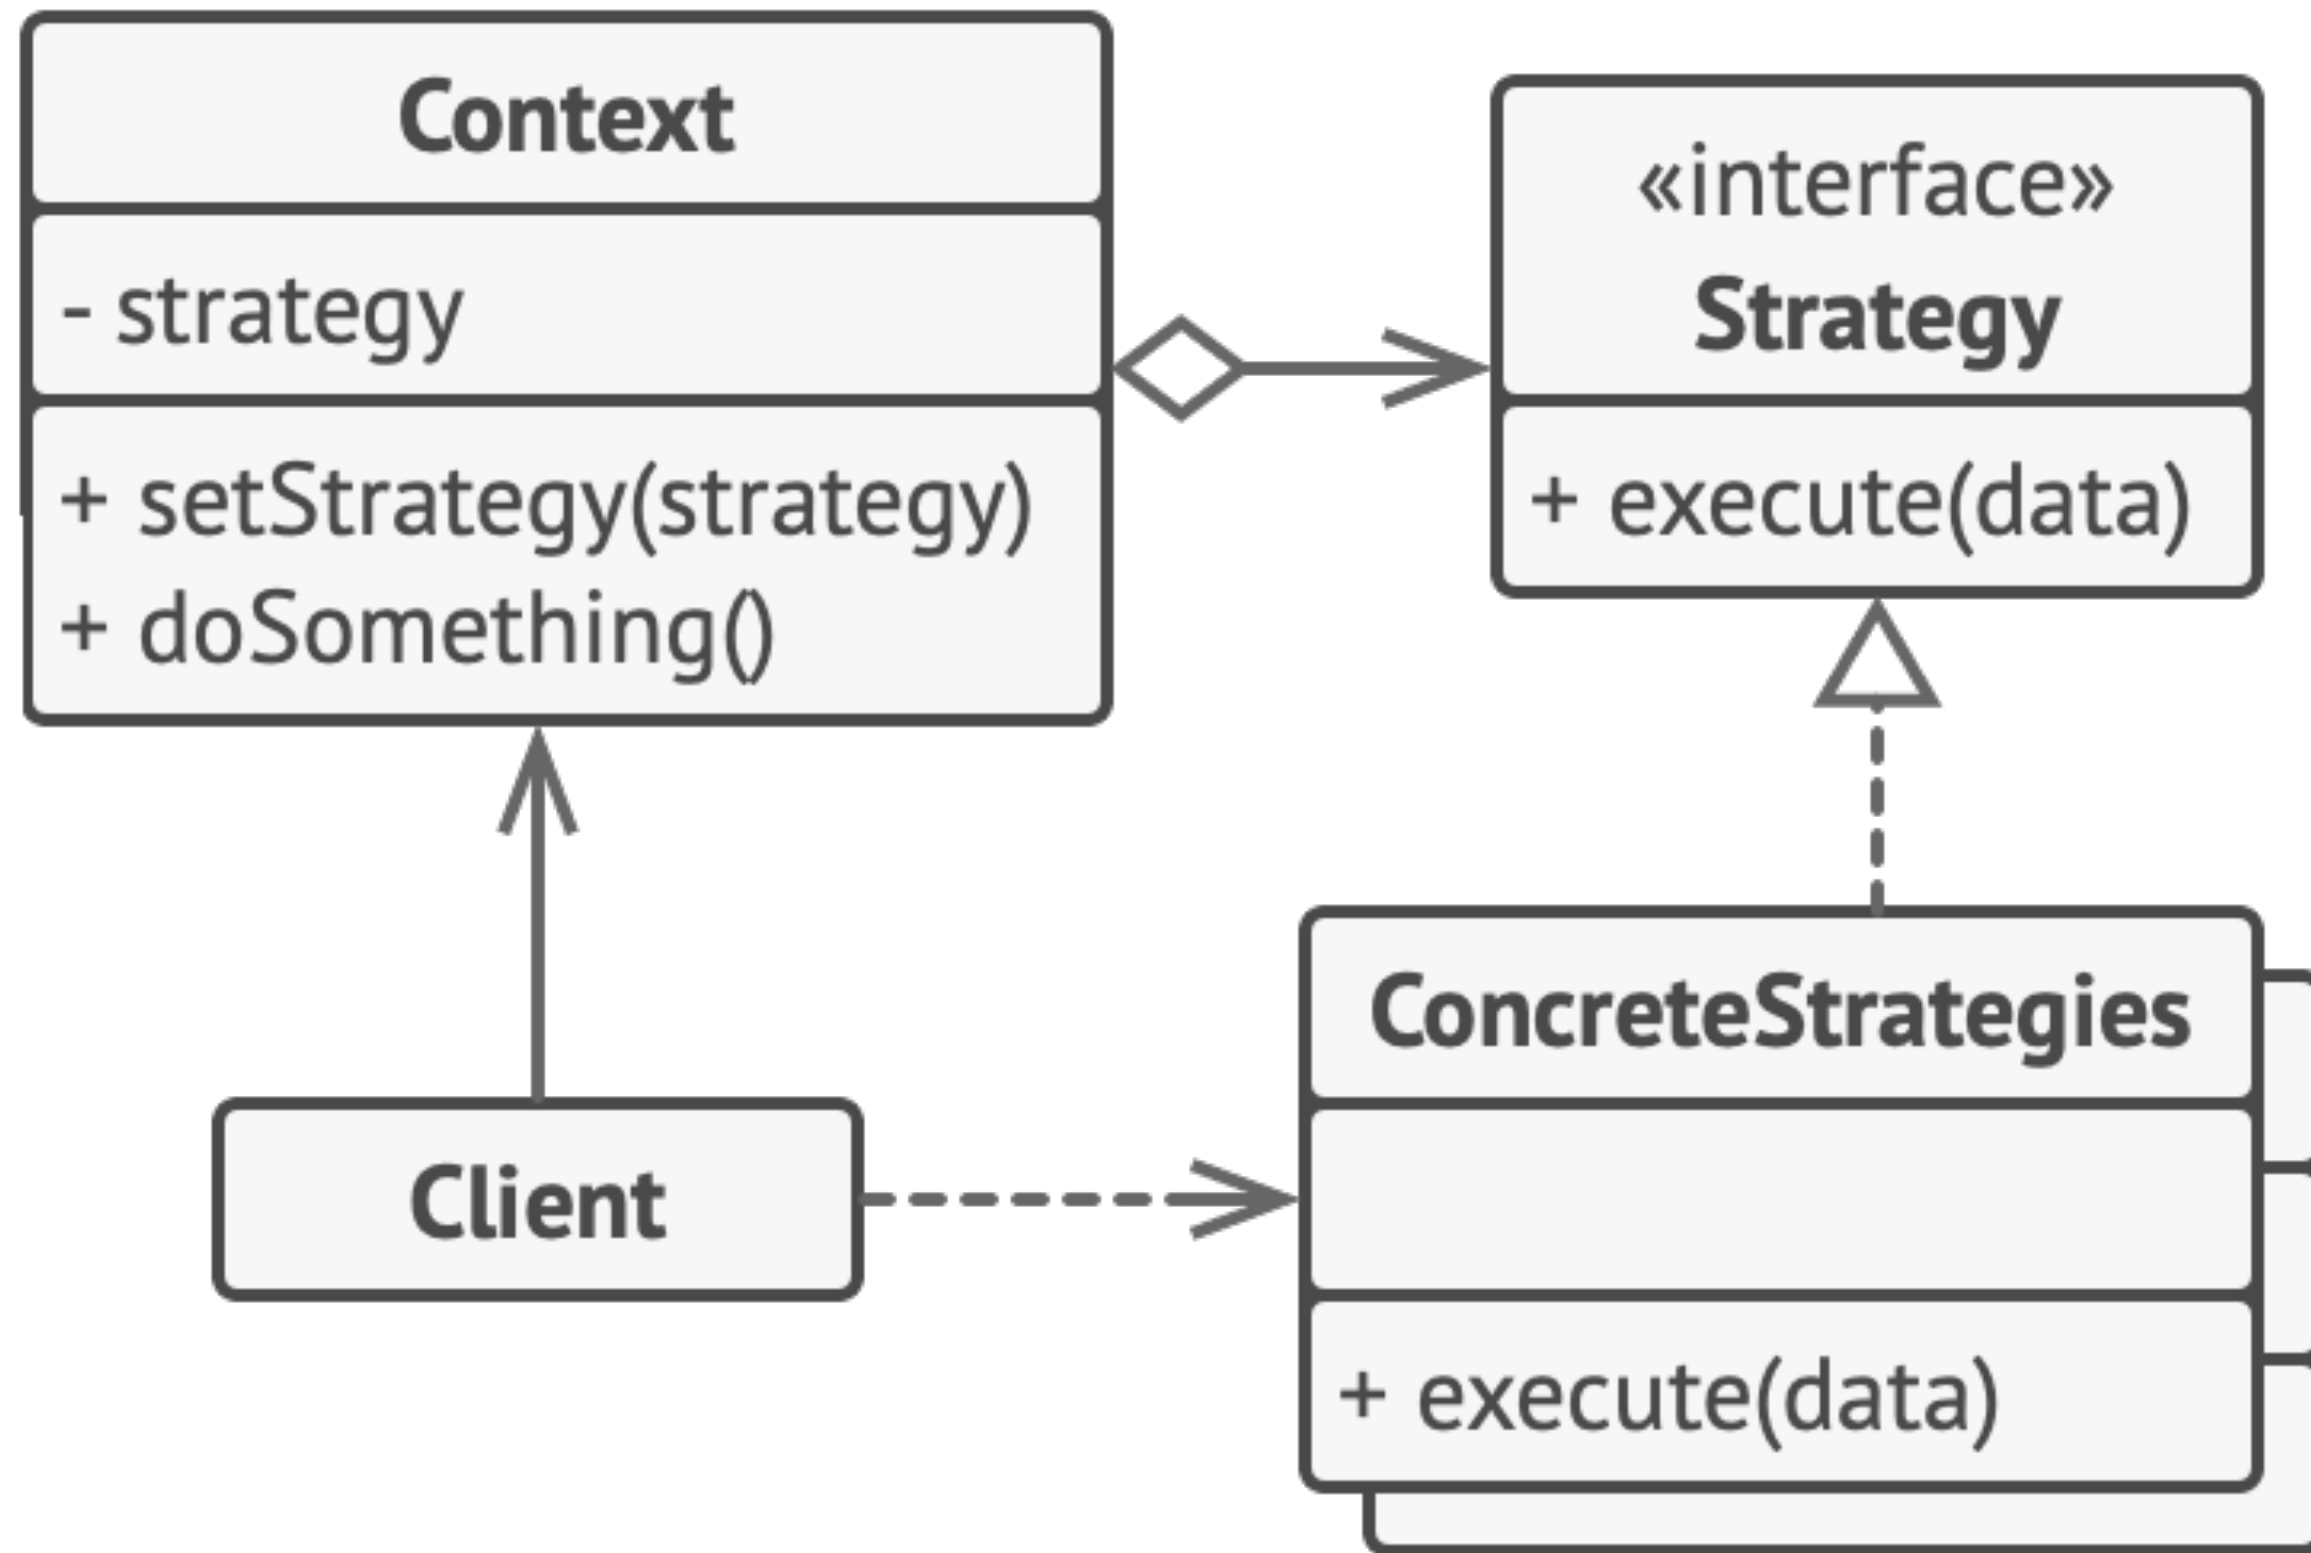 Context
- strategy
+ setStrategy(strategy)
+ doSomething()
«interface»
Strategy
+ execute(data)
Client
ConcreteStrategies
+ execute(data)